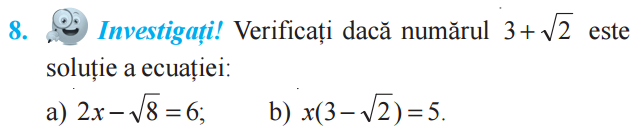 8. Investigați! Verificați dacă numărul 3 + √2 este
soluție a ecuației:
a) 2x − √8 = 6; b) x(3 − √2) = 5.